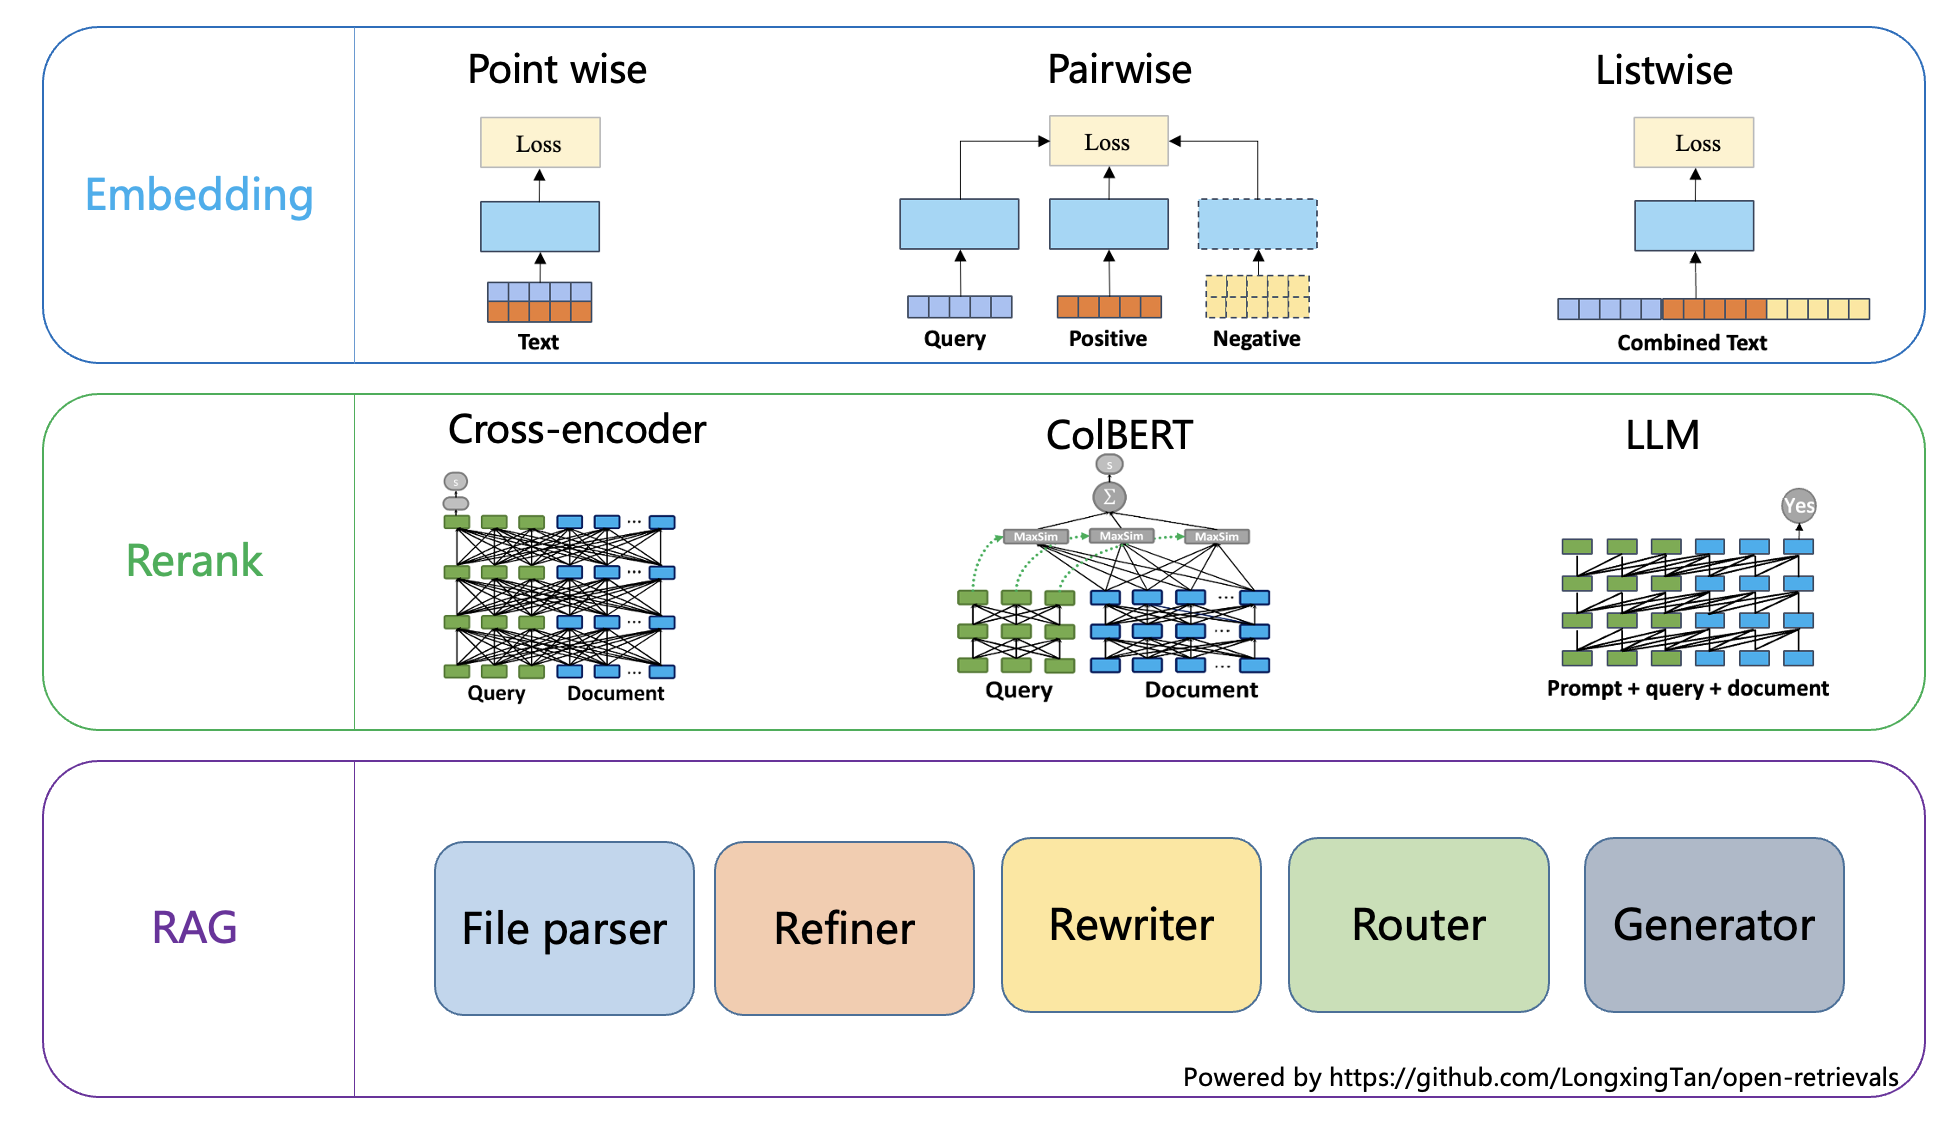 Embedding
Point wise
Loss
Text
Pairwise
Loss
Query
Positive
Negative
Listwise
Loss
Combined Text
Rerank
Cross-encoder
s
...
...
...
...
Query
Document
ColBERT
s
Σ
MaxSim
MaxSim
MaxSim
...
...
...
Query
Document
LLM
Yes
Prompt + query + document
RAG
File parser
Refiner
Rewriter
Router
Generator
Powered by https://github.com/LongxingTan/open-retrievals